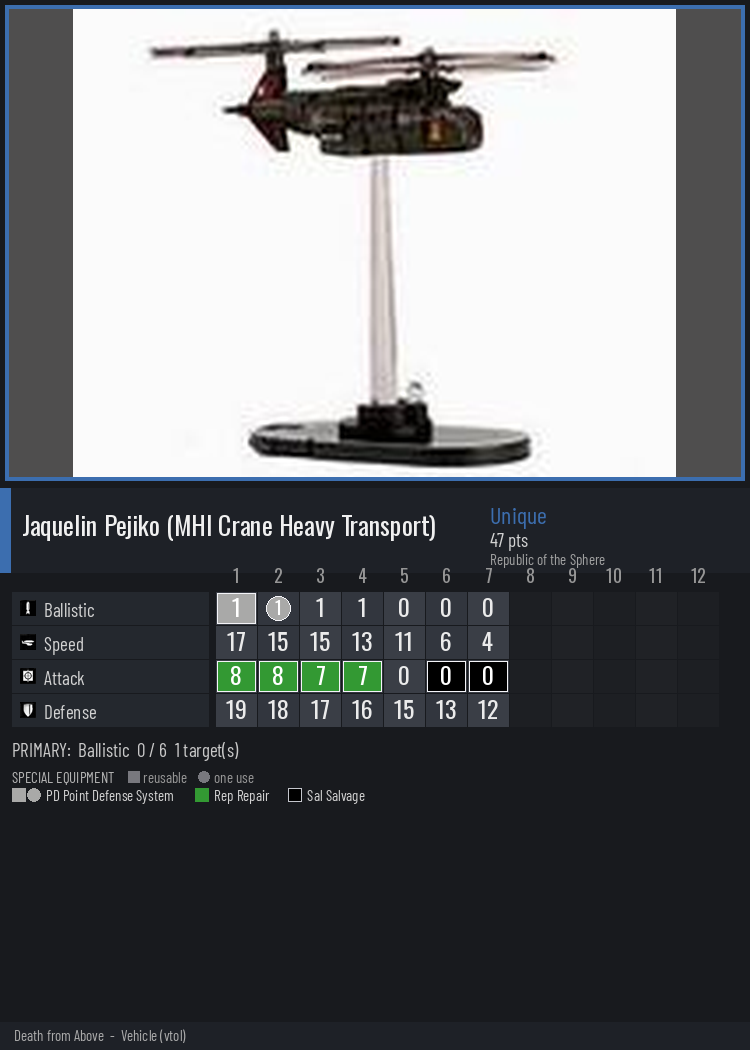 Jaquelin Pejiko (MHI Crane Heavy Transport)
Unique
47 pts
Republic of the Sphere
1 2 3 4 5 6 7 8 9 10 11 12
Ballistic 1 1 1 1 0 0 0
Speed 17 15 15 13 11 6 4
Attack 8 8 7 7 0 0 0
Defense 19 18 17 16 15 13 12
PRIMARY: Ballistic 0 / 6 1 target(s)
SPECIAL EQUIPMENT reusable one use
PD Point Defense System Rep Repair Sal Salvage
Death from Above - Vehicle (vtol)